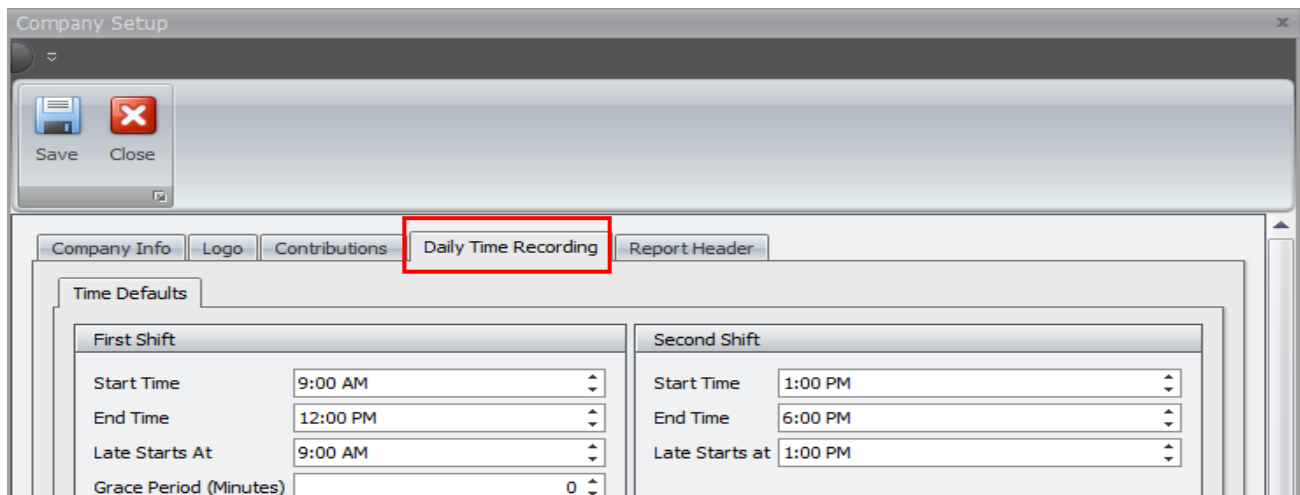 Company Setup
Save Close
Company Info Logo Contributions Daily Time Recording Report Header
Time Defaults
First Shift
Start Time 9:00 AM
End Time 12:00 PM
Late Starts At 9:00 AM
Grace Period (Minutes) 0
Second Shift
Start Time 1:00 PM
End Time 6:00 PM
Late Starts at 1:00 PM